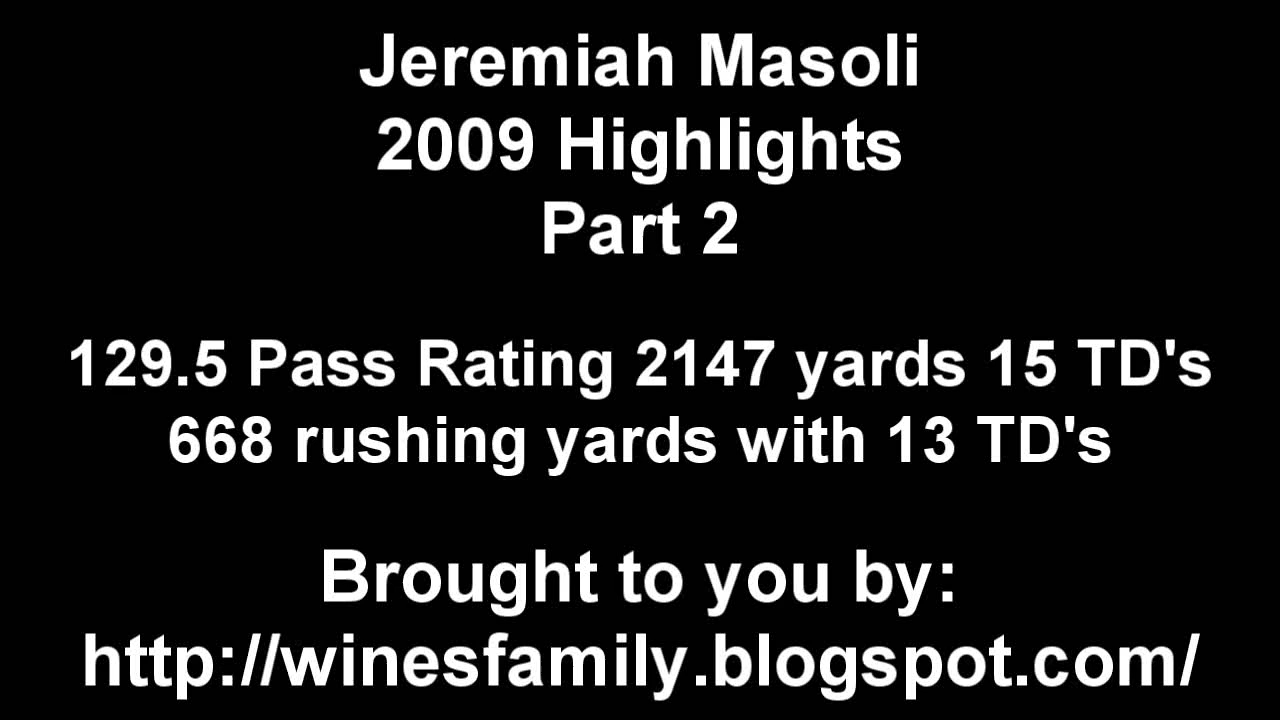 Jeremiah Masoli
2009 Highlights
Part 2
129.5 Pass Rating 2147 yards 15 TD's
668 rushing yards with 13 TD's
Brought to you by:
http://winesfamily.blogspot.com/